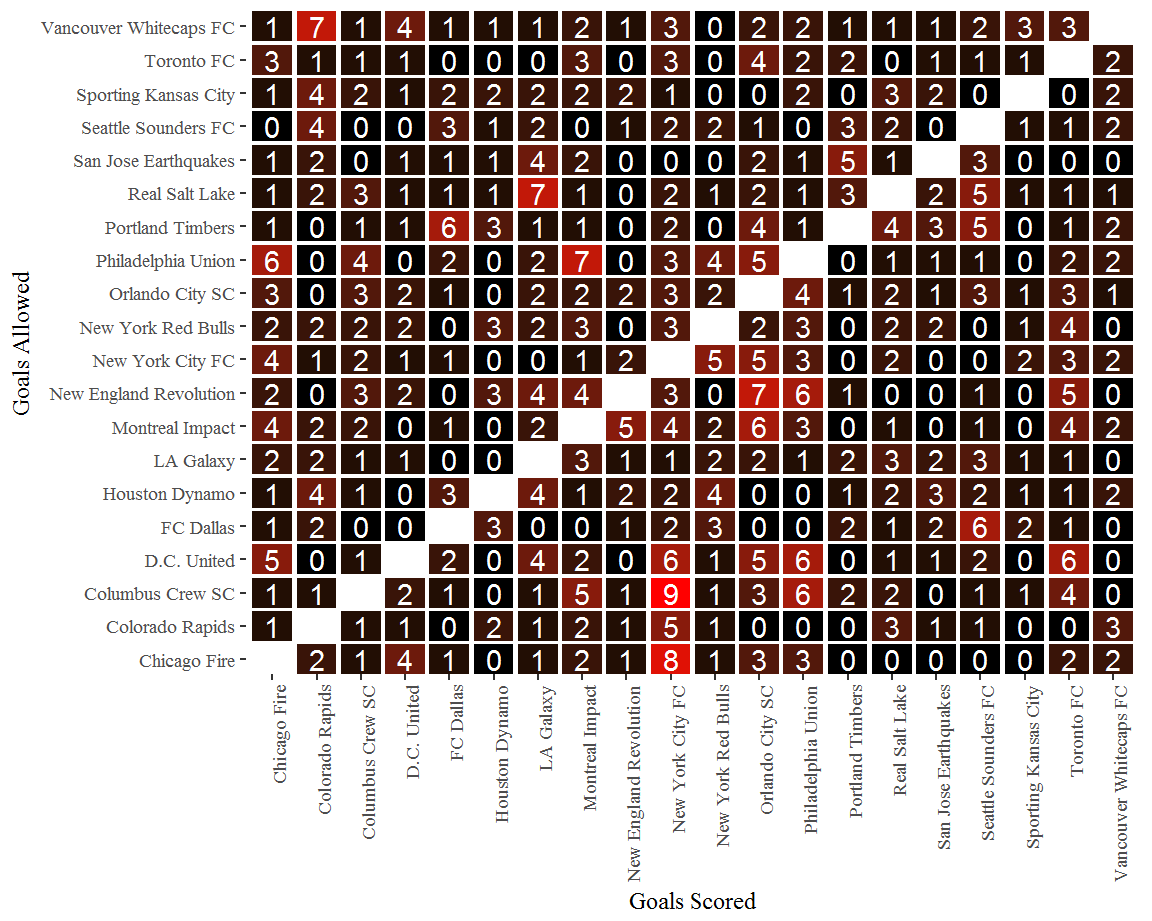 Vancouver Whitecaps FC 1 7 1 4 1 1 1 2 1 3 0 2 2 1 1 1 2 3 3
Toronto FC 3 1 1 1 0 0 0 3 0 3 0 4 2 2 0 1 1 1 2
Sporting Kansas City 1 4 2 1 2 2 2 2 2 1 0 0 2 0 3 2 0 0 2
Seattle Sounders FC 0 4 0 0 3 1 2 0 1 2 2 1 0 3 2 0 1 1 2
San Jose Earthquakes 1 2 0 1 1 1 4 2 0 0 0 2 1 5 1 3 0 0 0
Real Salt Lake 1 2 3 1 1 1 7 1 0 2 1 2 1 3 2 5 1 1 1
Portland Timbers 1 0 1 1 6 3 1 1 0 2 0 4 1 4 3 5 0 1 2
Philadelphia Union 6 0 4 0 2 0 2 7 0 3 4 5 0 1 1 1 0 2 2
Orlando City SC 3 0 3 2 1 0 2 2 2 3 2 4 1 2 1 3 1 3 1
New York Red Bulls 2 2 2 2 0 3 2 3 0 3 2 3 0 2 2 0 1 4 0
New York City FC 4 1 2 1 1 0 0 1 2 5 5 3 0 2 0 0 2 3 2
New England Revolution 2 0 3 2 0 3 4 4 3 0 7 6 1 0 0 1 0 5 0
Montreal Impact 4 2 2 0 1 0 2 5 4 2 6 3 0 1 0 1 0 4 2
LA Galaxy 2 2 1 1 0 0 3 1 1 2 2 1 2 3 2 3 1 1 0
Houston Dynamo 1 4 1 0 3 4 1 2 2 4 0 0 1 2 3 2 1 1 2
FC Dallas 1 2 0 0 3 0 0 1 2 3 0 0 2 1 2 6 2 1 0
D.C. United 5 0 1 2 0 4 2 0 6 1 5 6 0 1 1 2 0 6 0
Columbus Crew SC 1 1 2 1 0 1 5 1 9 1 3 6 2 2 0 1 1 4 0
Colorado Rapids 1 1 1 0 2 1 2 1 5 1 0 0 0 3 1 1 0 0 3
Chicago Fire 2 1 4 1 0 1 2 1 8 1 3 3 0 0 0 0 0 2 2
Goals Allowed
Chicago Fire
Colorado Rapids
Columbus Crew SC
D.C. United
FC Dallas
Houston Dynamo
LA Galaxy
Montreal Impact
New England Revolution
New York City FC
New York Red Bulls
Orlando City SC
Philadelphia Union
Portland Timbers
Real Salt Lake
San Jose Earthquakes
Seattle Sounders FC
Sporting Kansas City
Toronto FC
Vancouver Whitecaps FC
Goals Scored